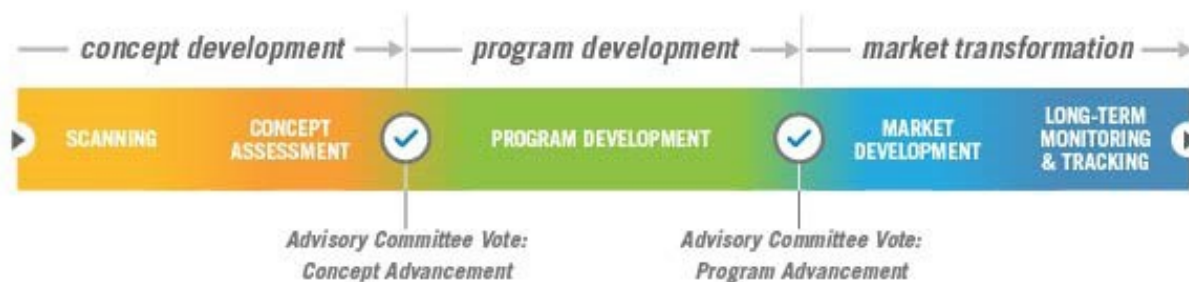 concept development
program development
market transformation
SCANNING
CONCEPT
ASSESSMENT
PROGRAM DEVELOPMENT
MARKET
DEVELOPMENT
LONG-TERM
MONITORING
& TRACKING
Advisory Committee Vote:
Concept Advancement
Advisory Committee Vote:
Program Advancement